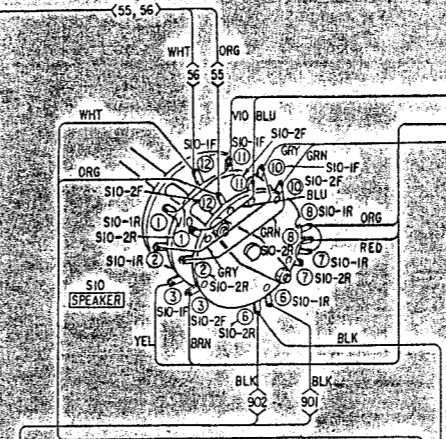 55, 56
WHT
ORG
56
55
WHT
VIO
BLU
S10-1F
S10-1F
S10-2F
12
11
GRY
GRN
S10-1F
10
ORG
S10-2F
11
10
S10-2F
12
BLU
S10-1R
1
8
S10-1R
ORG
S10-2R
1
GRN
8
S10-2R
RED
S10-1R
2
7
S10-1R
2
GRY
7
S10-2R
S10
SPEAKER
3
S10-2R
S10-1F
3
S10-2F
6
S10-1R
6
S10-2R
YEL
BRN
BLK
BLK
BLK
902
901